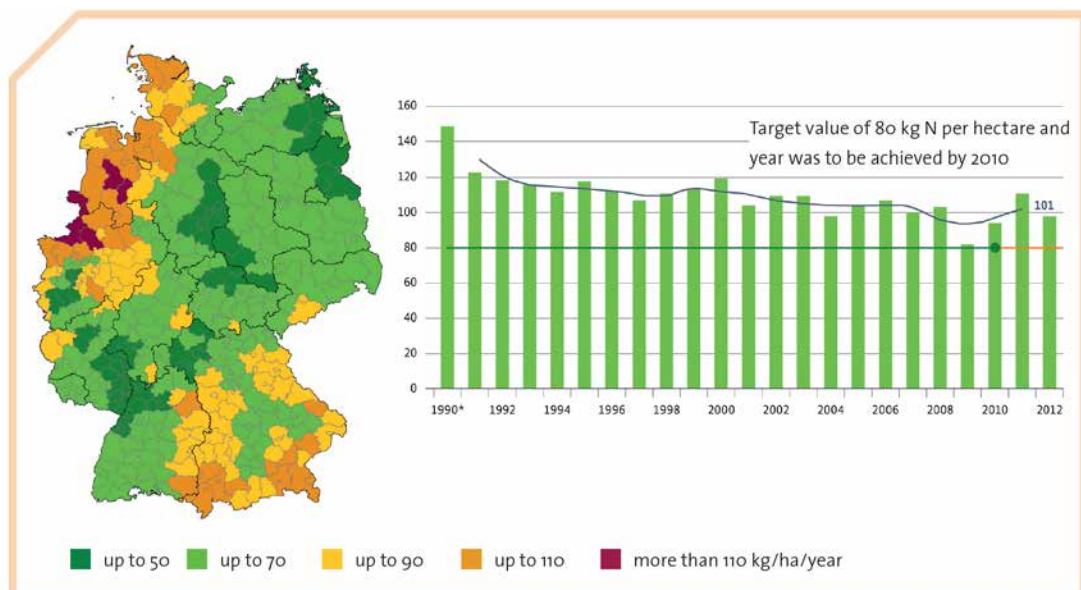 Target value of 80 kg N per hectare and
year was to be achieved by 2010
160
140
120
100
80
60
40
20
0
101
1990* 1992 1994 1996 1998 2000 2002 2004 2006 2008 2010 2012
up to 50 up to 70 up to 90 up to 110 more than 110 kg/ha/year